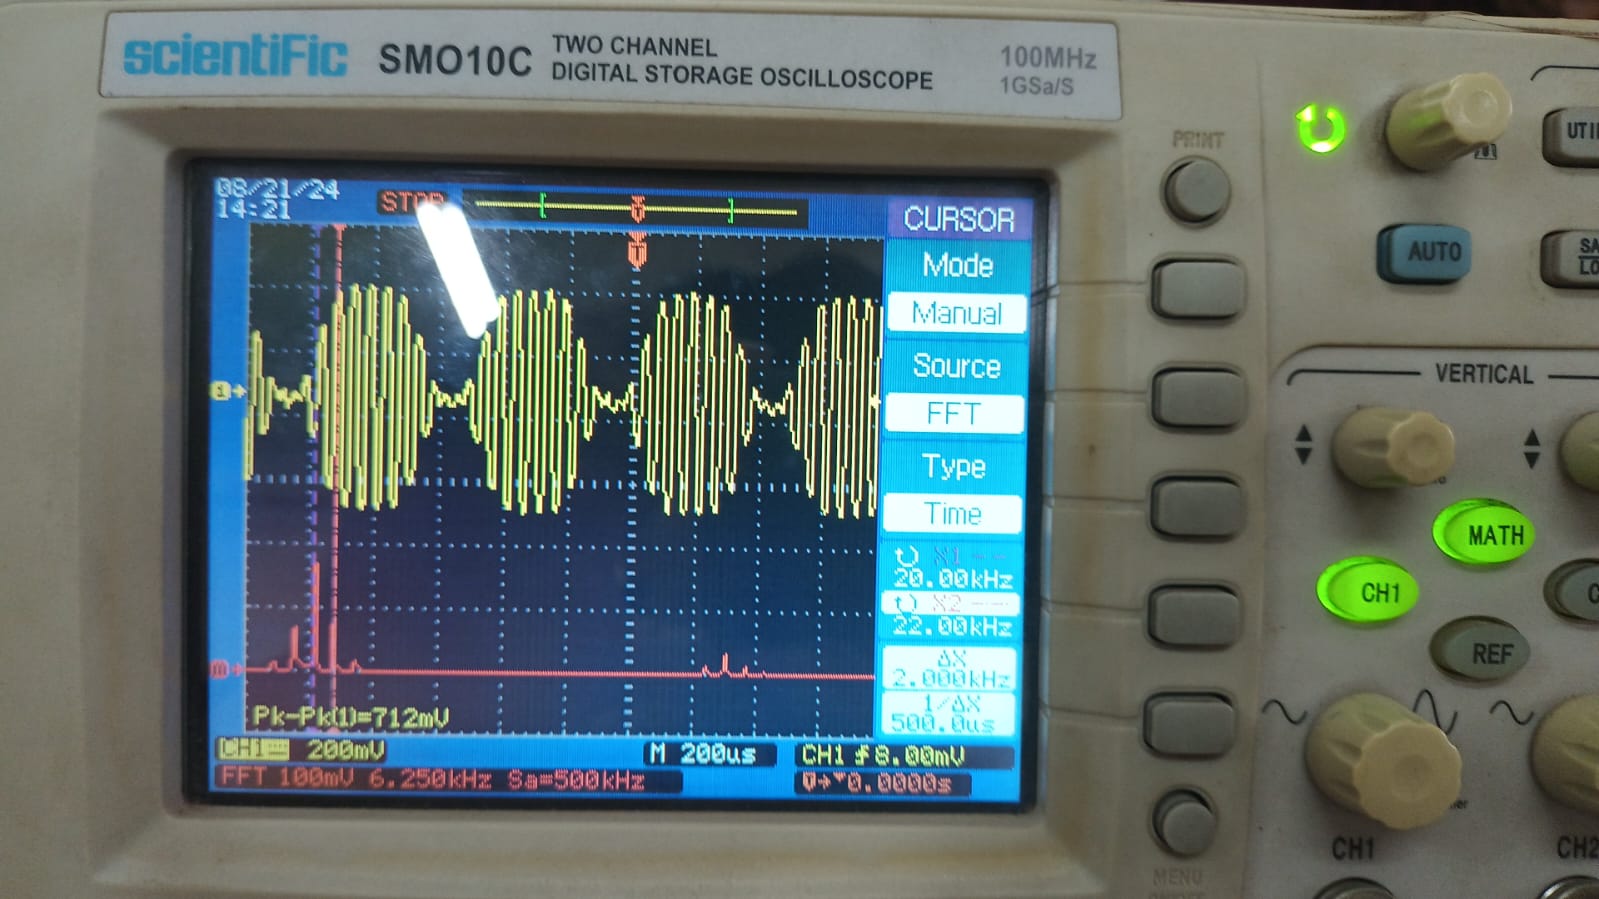 scientiFic SMO10C TWO CHANNEL
DIGITAL STORAGE OSCILLOSCOPE
100MHz
1GSa/S
PRINT
AUTO
08/21/24
14:21
STOP
T
CURSOR
Mode
Manual
Source
FFT
Type
Time
X1
20.00kHz
X2
22.00kHz
ΔX
2.000kHz
1/ΔX
500.0us
1
Pk-Pk(1)=712mV
CH1 200mV
M 200us
CH1 8.00mV
FFT 100mV 6.250kHz Sa=500kHz
0.0000s
VERTICAL
MATH
CH1
REF
CH1
CH2
MENU